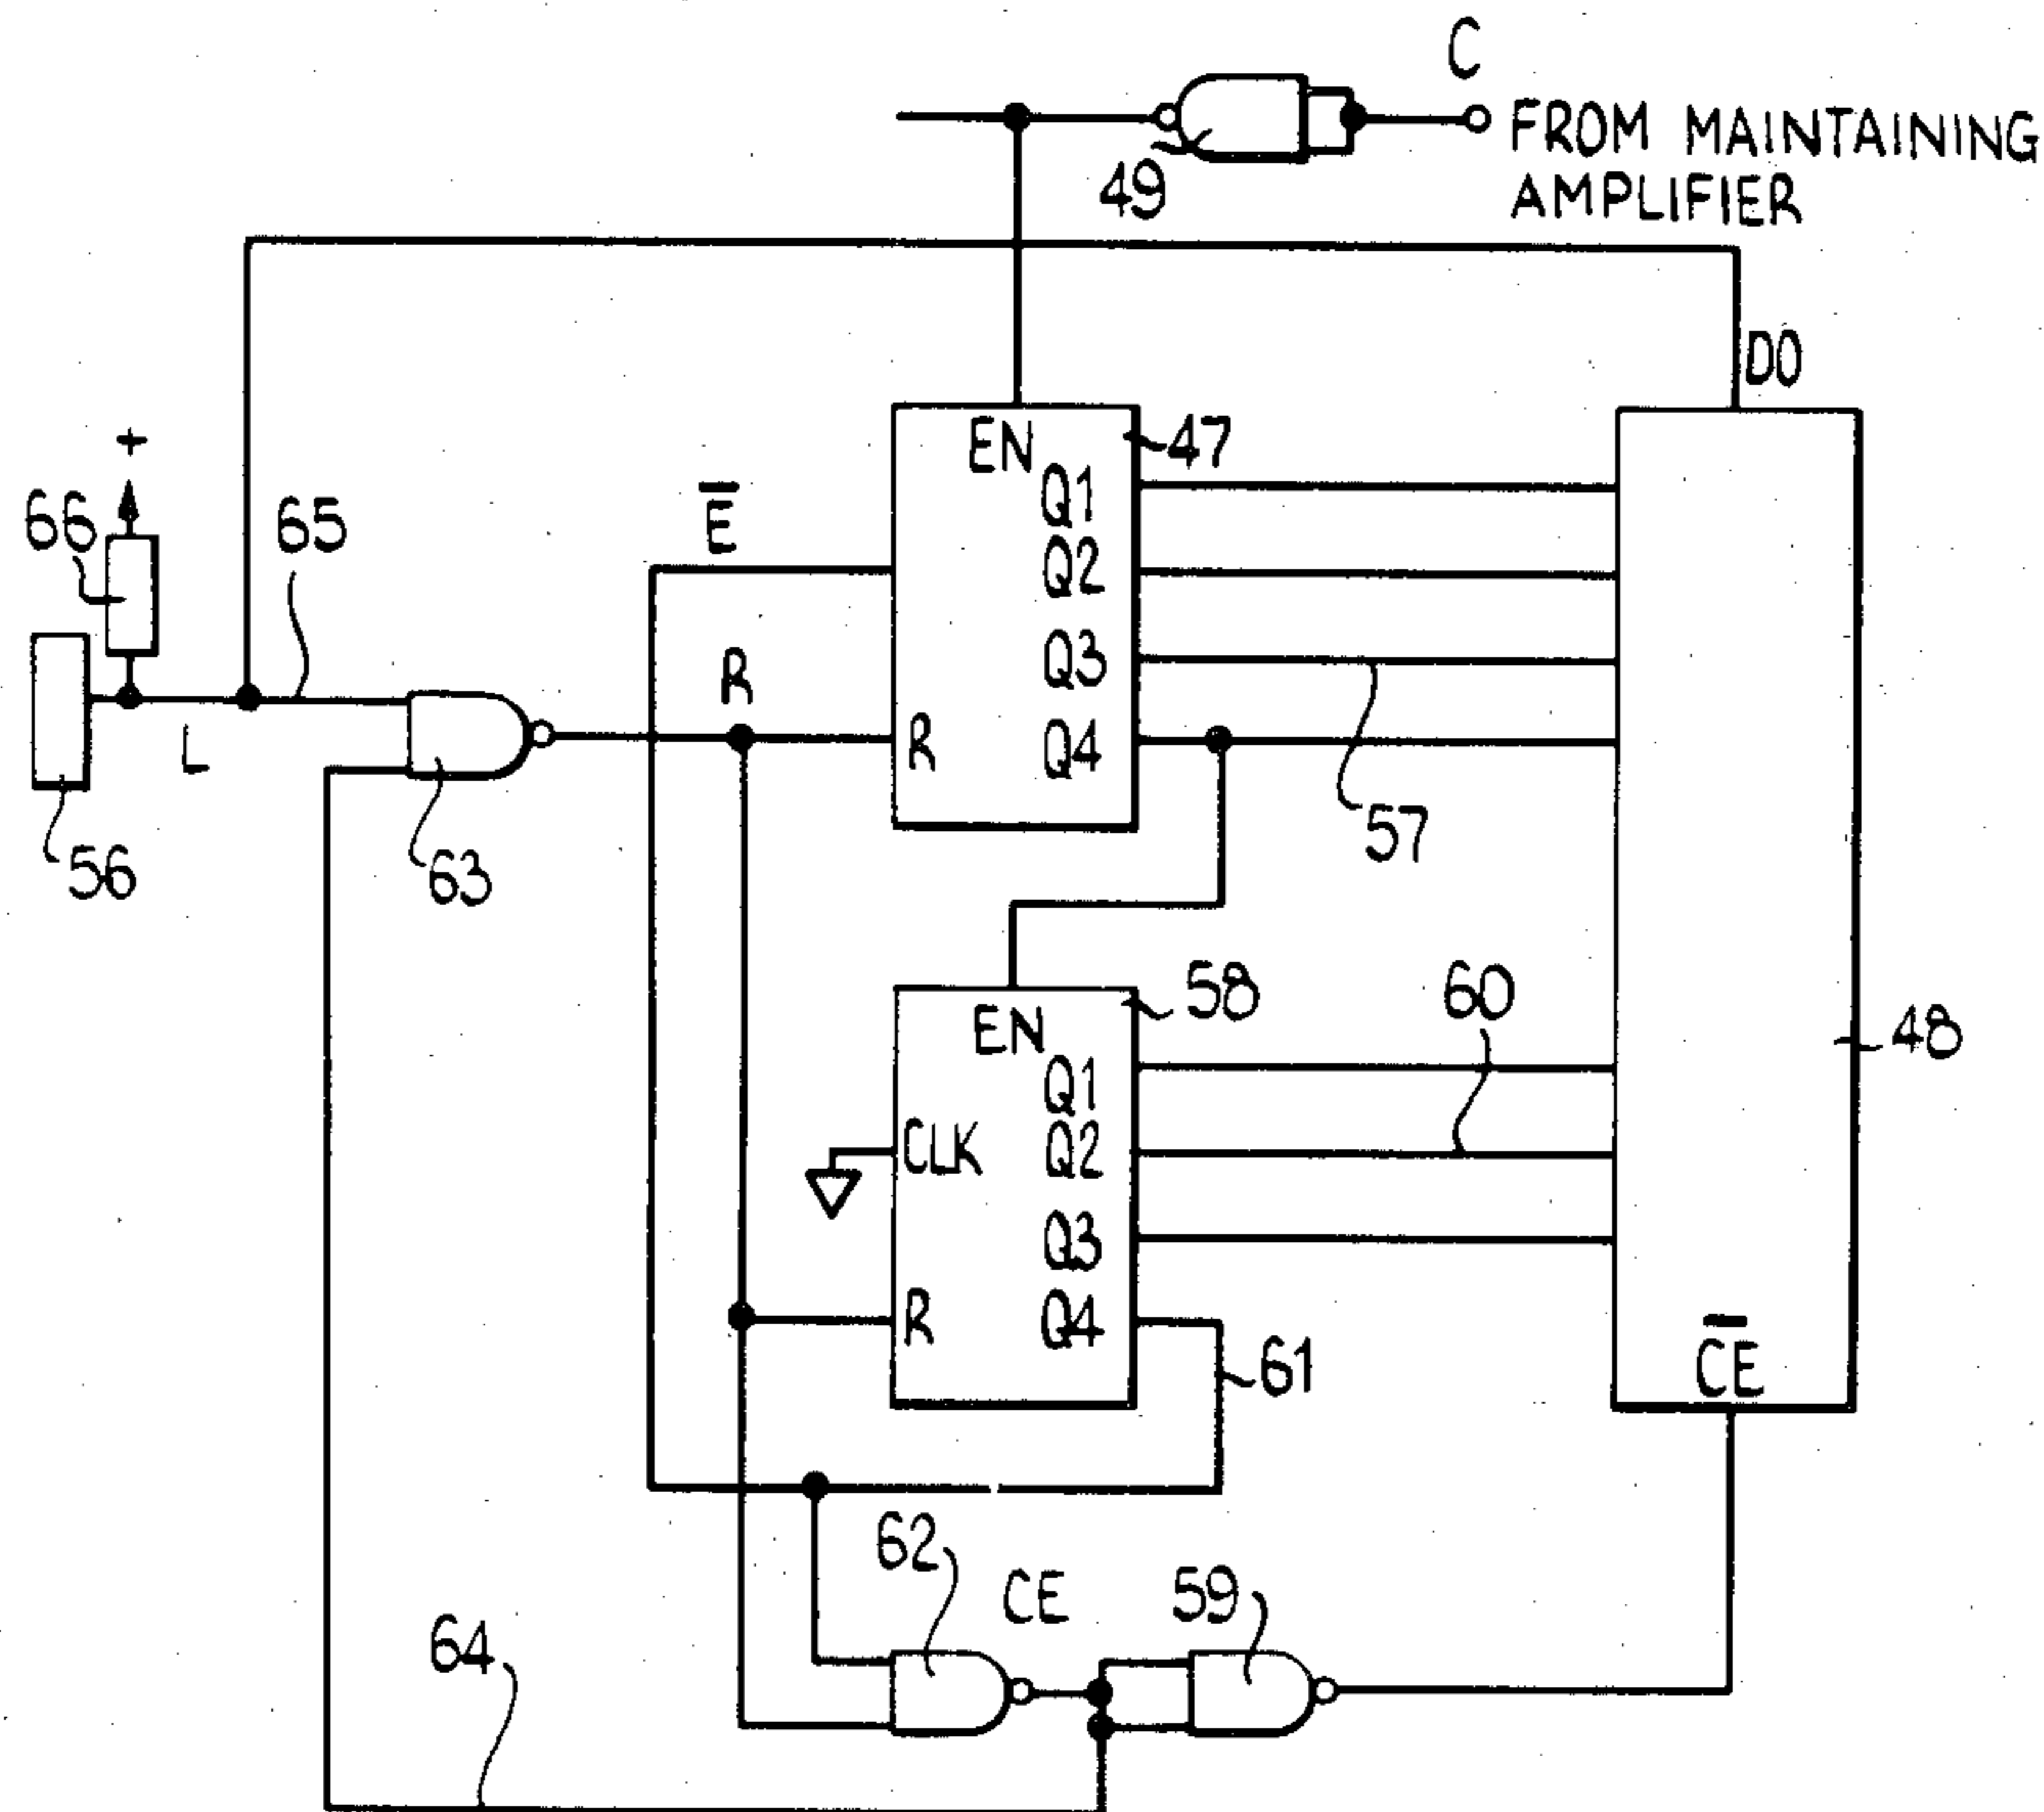 C
FROM MAINTAINING
AMPLIFIER
49
DO
+
66
65
E̅
EN
47
Q1
Q2
Q3
Q4
R
R
L
57
56
63
58
60
48
EN
Q1
CLK
Q2
Q3
R
Q4
61
C̅E̅
62
CE
59
64